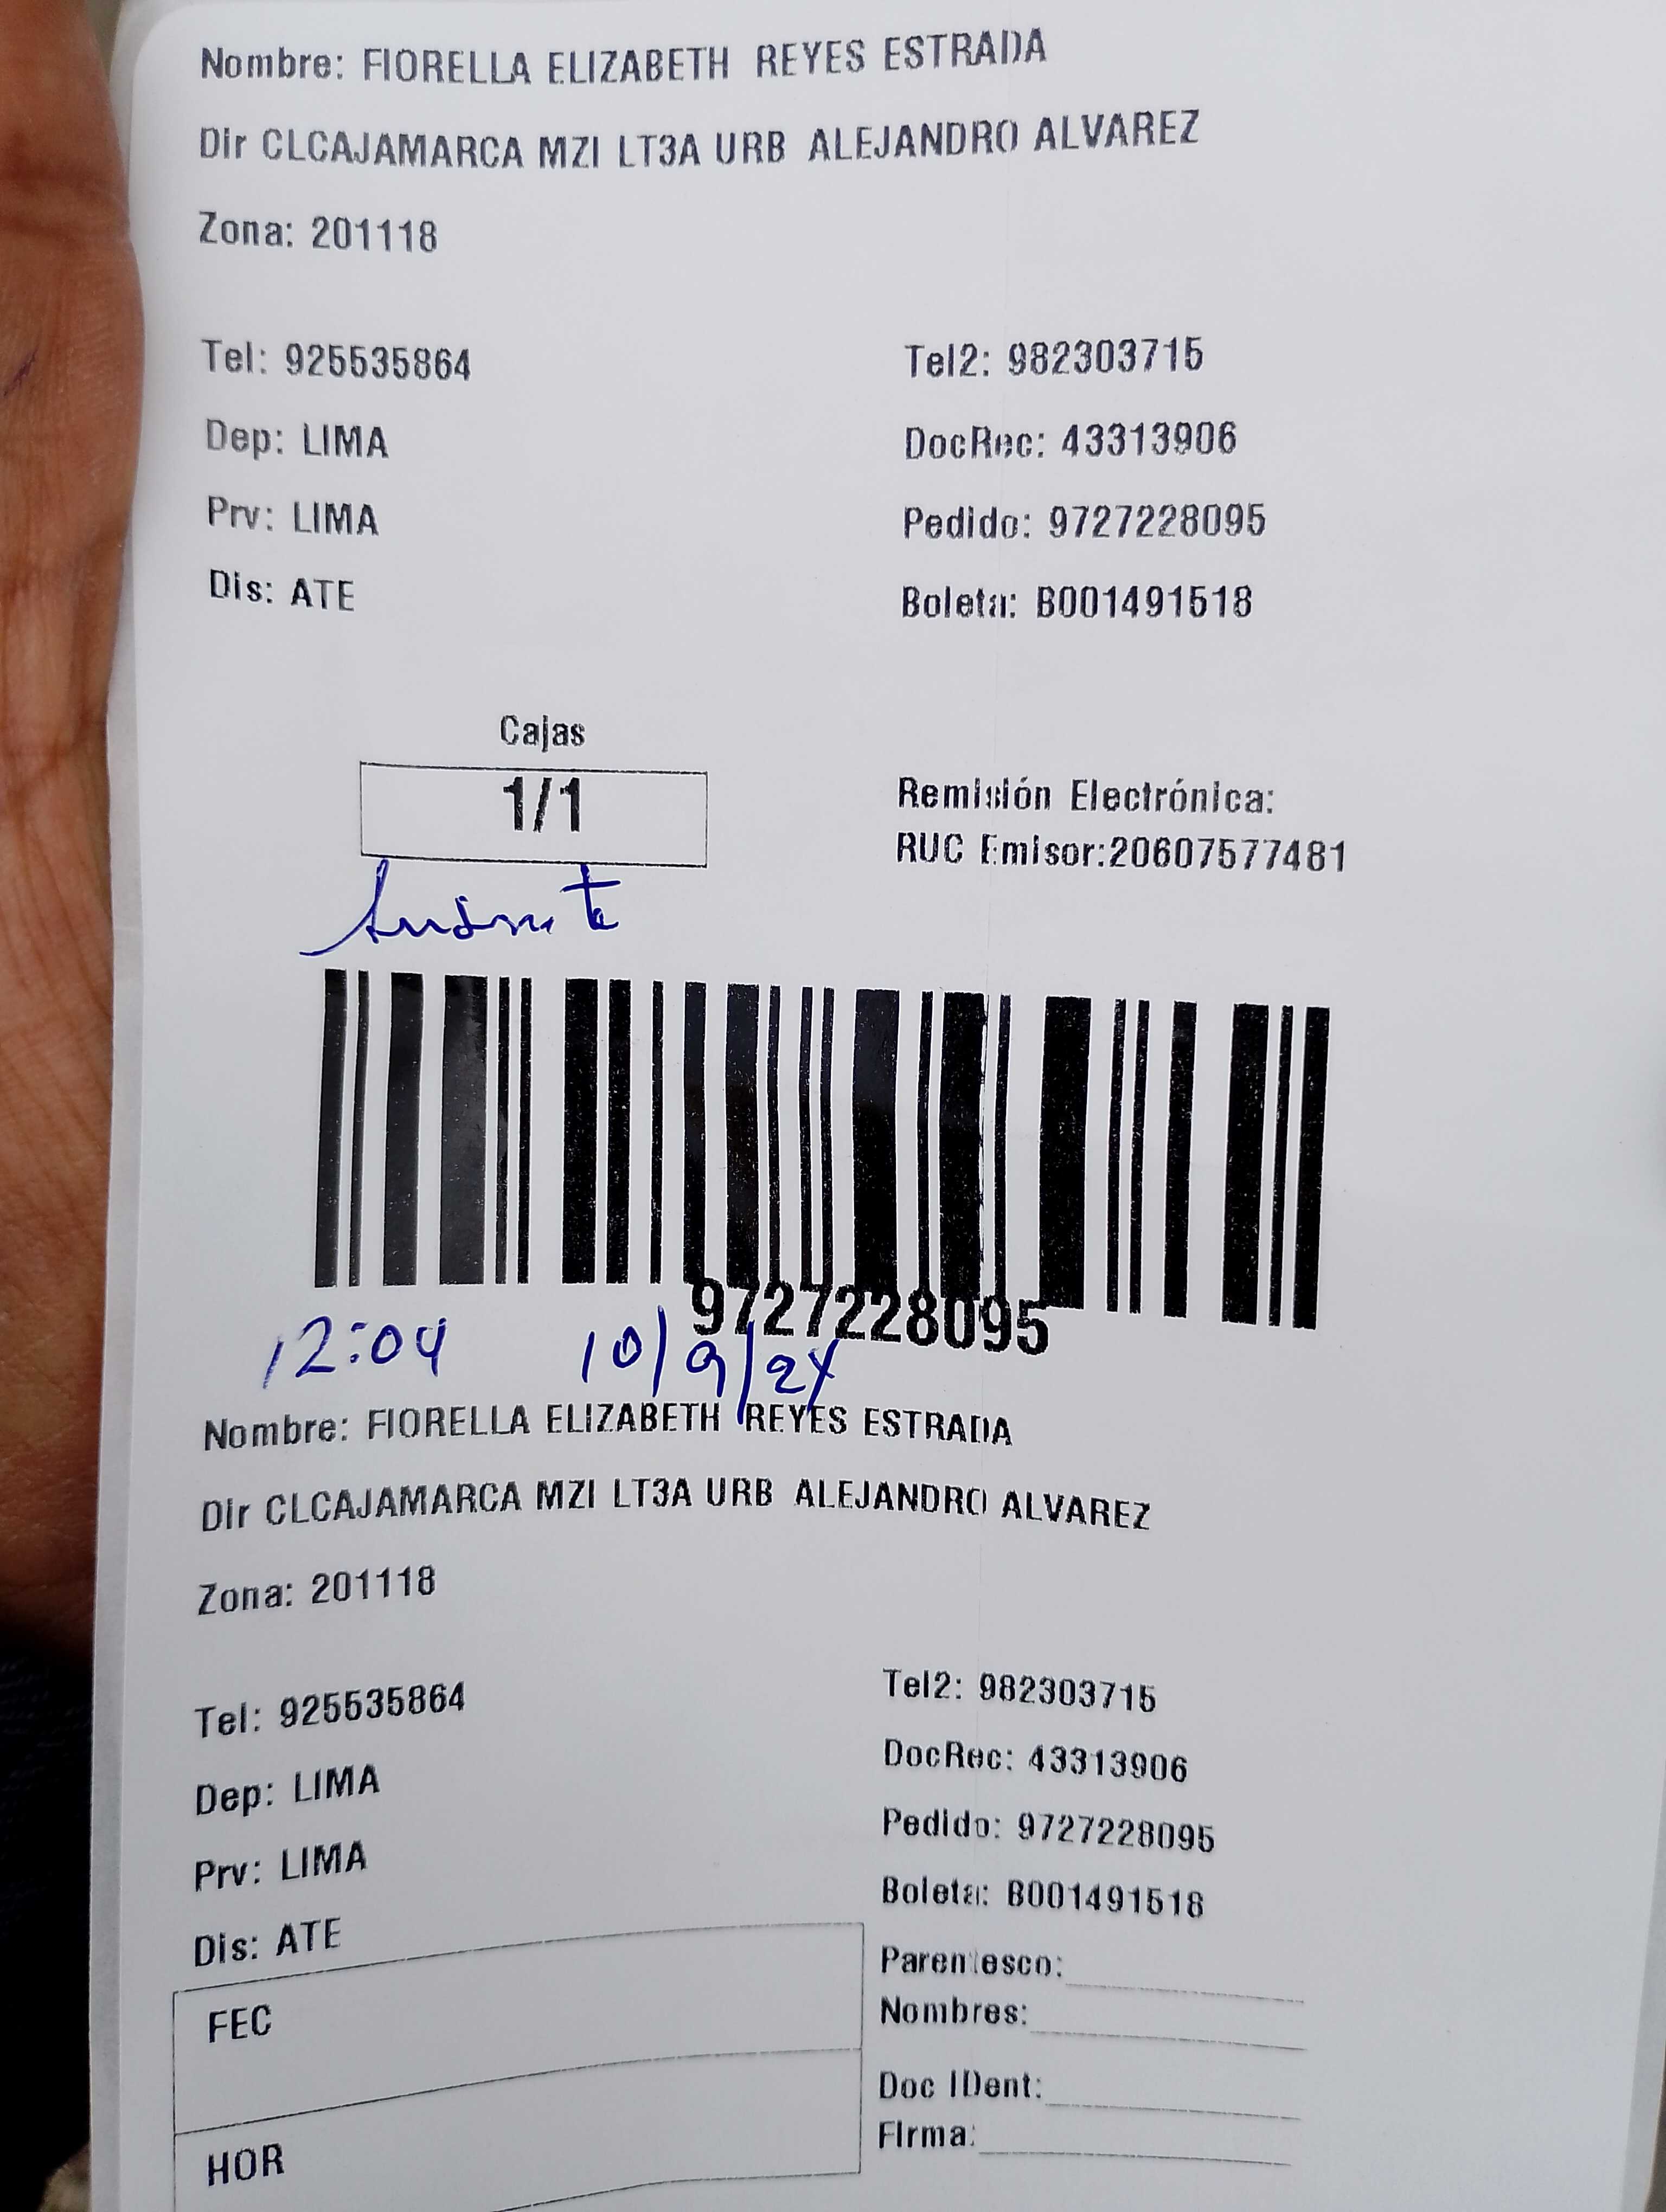 Nombre: FIORELLA ELIZABETH REYES ESTRADA
Dir CLCAJAMARCA MZI LT3A URB ALEJANDRO ALVAREZ
Zona: 201118
Tel: 925535864 Tel2: 982303715
Dep: LIMA DocRec: 43313906
Prv: LIMA Pedido: 9727228095
Dis: ATE Boleta: B001491518
Cajas
1/1
Remisión Electrónica:
RUC Emisor:20607577481
9727228095
12:04 10/9/24
Nombre: FIORELLA ELIZABETH REYES ESTRADA
Dir CLCAJAMARCA MZI LT3A URB ALEJANDRO ALVAREZ
Zona: 201118
Tel: 925535864 Tel2: 982303715
Dep: LIMA DocRec: 43313906
Prv: LIMA Pedido: 9727228095
Dis: ATE Boleta: B001491518
Parentesco:
FEC Nombres:
Doc IDent:
HOR Firma: